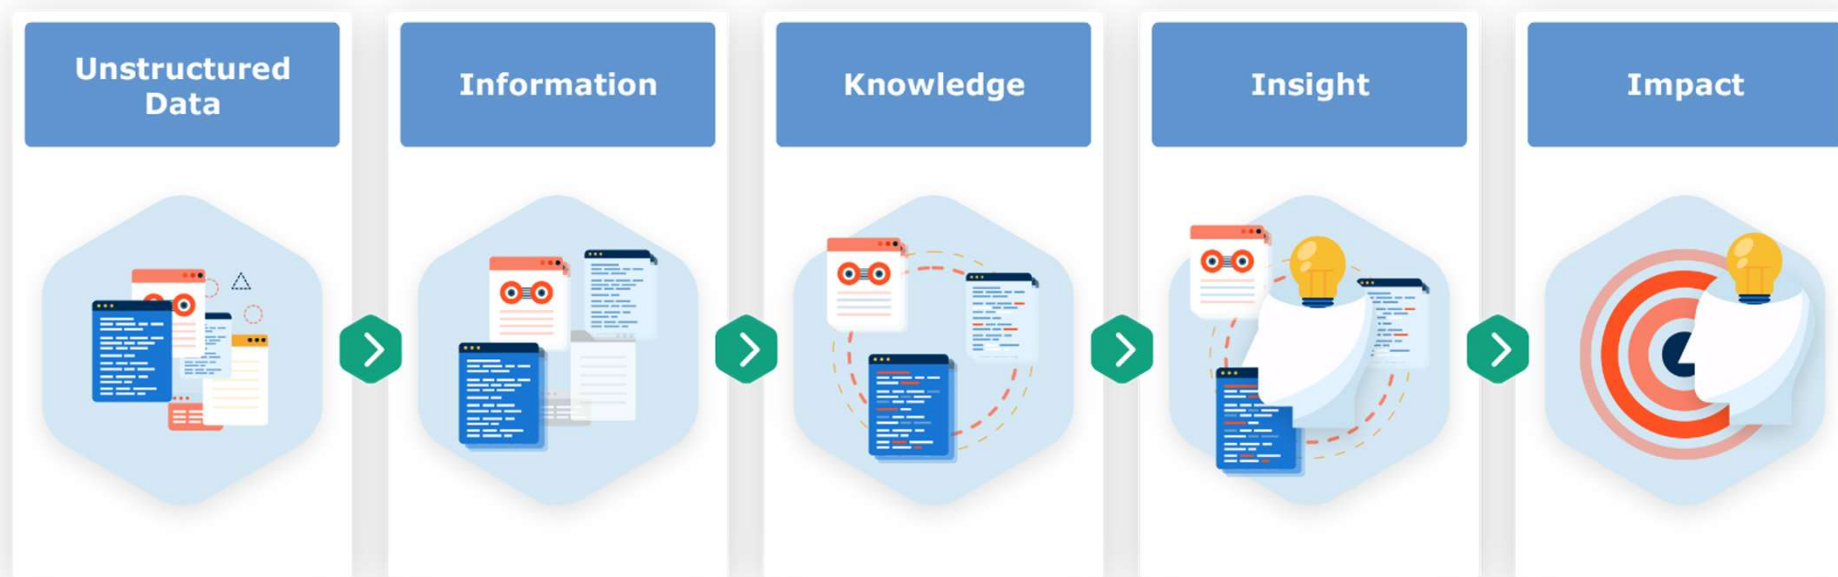 Unstructured
Data
Information
Knowledge
Insight
Impact